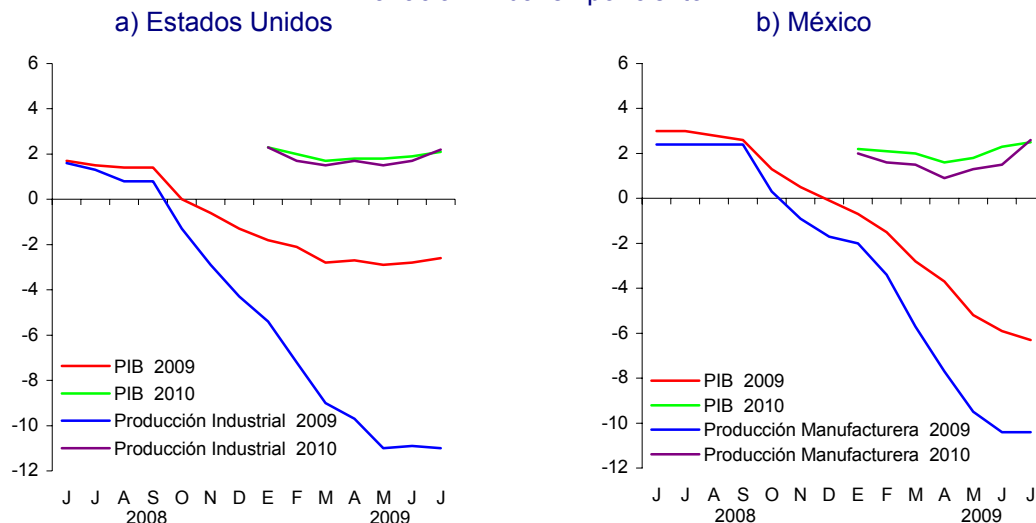 a) Estados Unidos
6
4
2
0
-2
-4
-6
-8
-10
-12
PIB 2009
PIB 2010
Producción Industrial 2009
Producción Industrial 2010
J J A S O N D E F M A M J J
2008 2009
b) México
6
4
2
0
-2
-4
-6
-8
-10
-12
PIB 2009
PIB 2010
Producción Manufacturera 2009
Producción Manufacturera 2010
J J A S O N D E F M A M J J
2008 2009